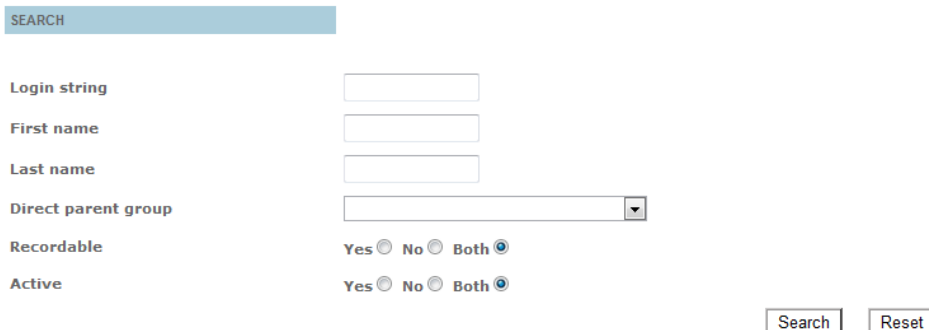 SEARCH
Login string
First name
Last name
Direct parent group
Recordable Yes No Both
Active Yes No Both
Search Reset